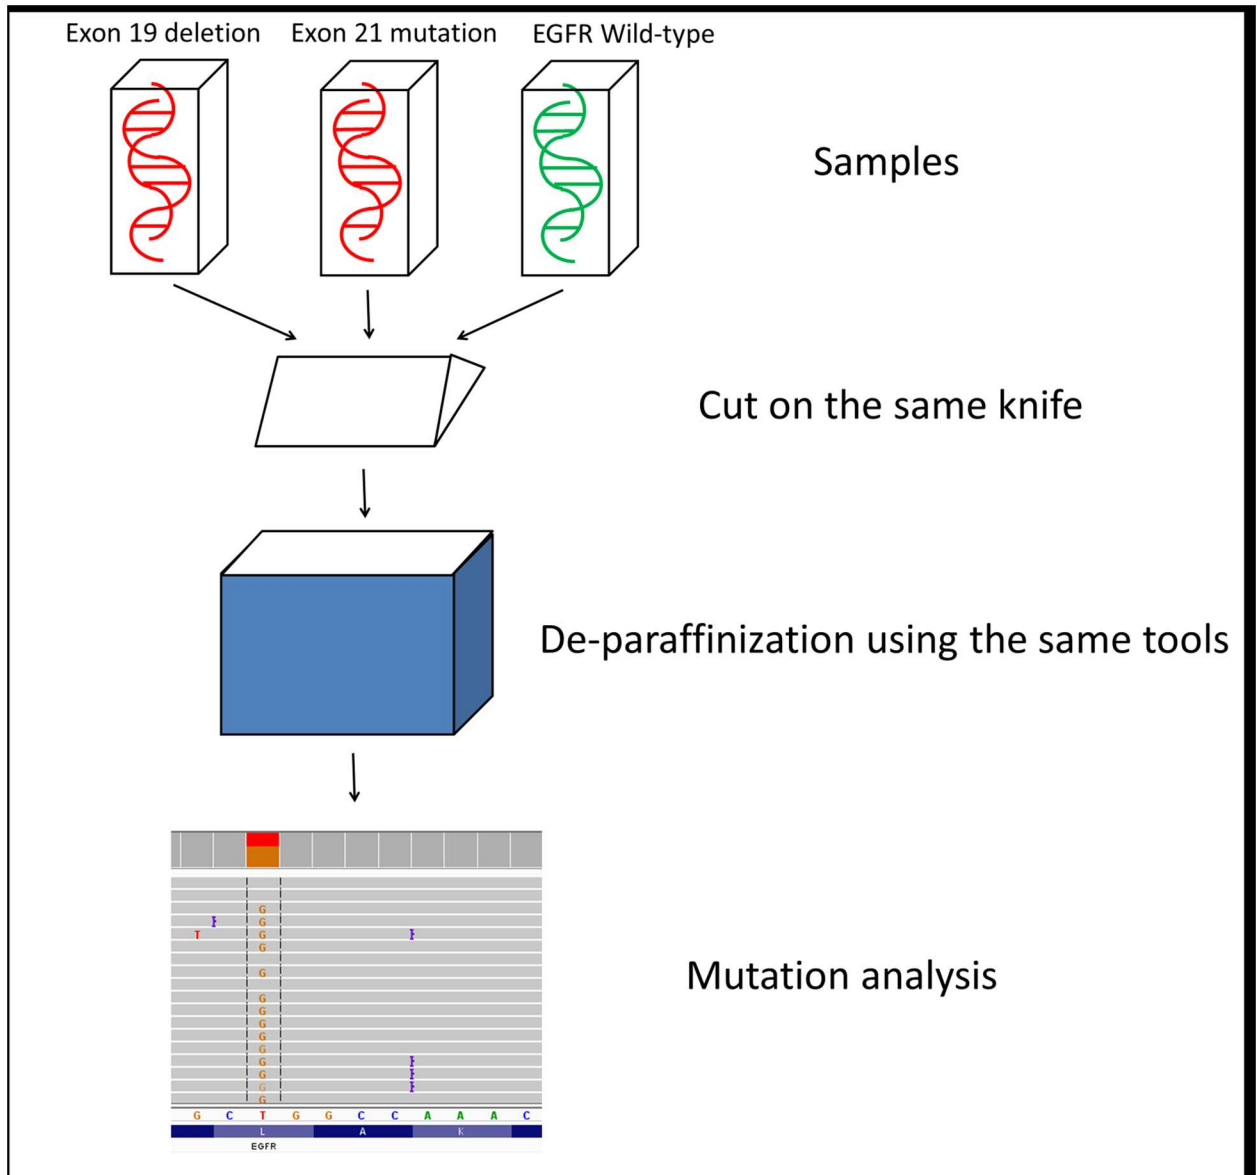 Exon 19 deletion Exon 21 mutation EGFR Wild-type
Samples
Cut on the same knife
De-paraffinization using the same tools
Mutation analysis
G
G
T G
G
G
G
G
G
G
G
G
G
G
G
G C T G G C C A A A C
L A K
EGFR